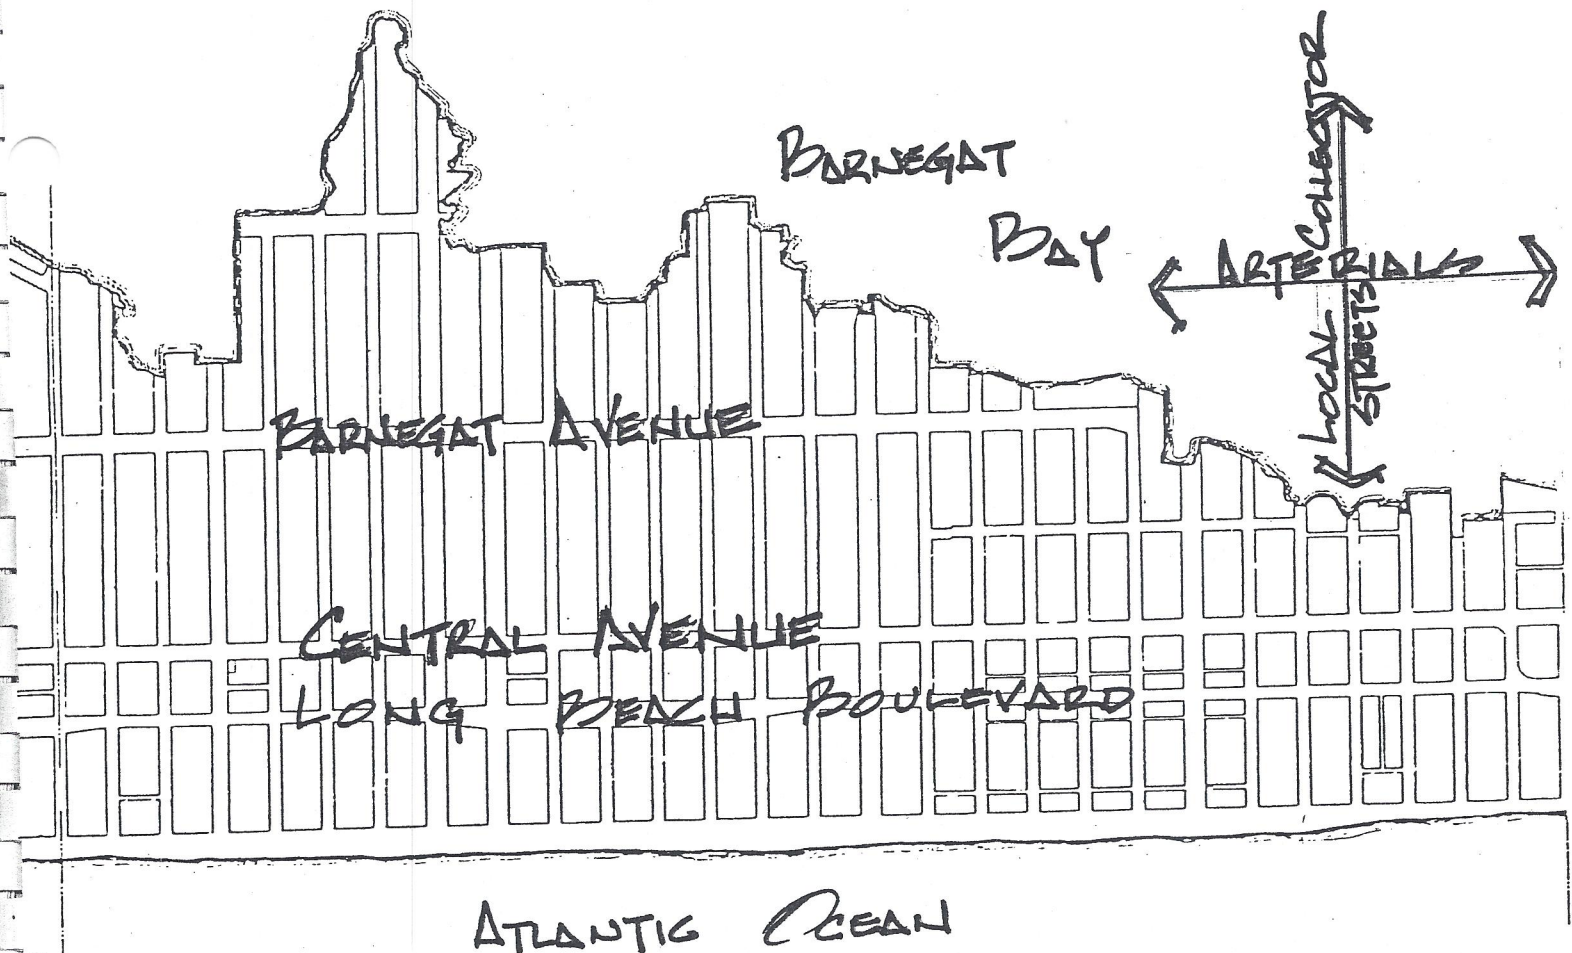 BARNEGAT
BAY
COLLECTOR
ARTERIALS
LOCAL
STREETS
BARNEGAT AVENUE
CENTRAL AVENUE
LONG BEACH BOULEVARD
ATLANTIC OCEAN